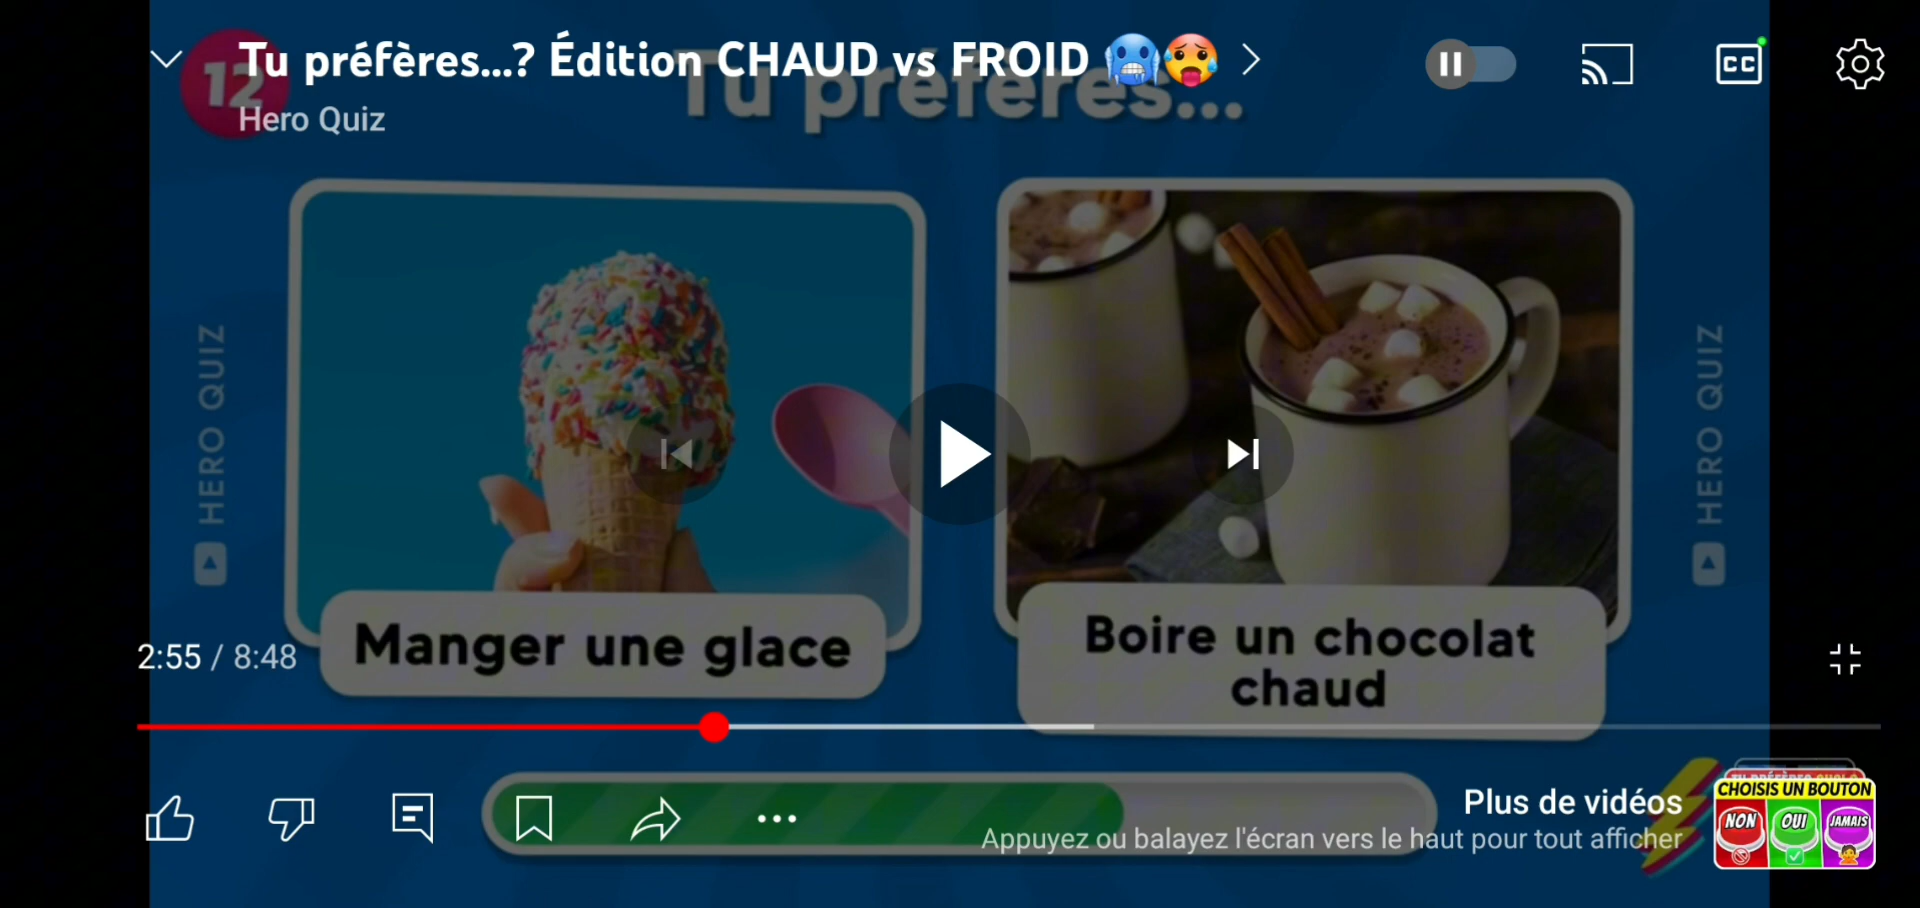 Tu préfères...? Édition CHAUD vs FROID 🥶🥵
Hero Quiz
12
Tu préfères...
CC
HERO QUIZ
HERO QUIZ
Manger une glace
Boire un chocolat
chaud
2:55 / 8:48
Plus de vidéos
Appuyez ou balayez l'écran vers le haut pour tout afficher
CHOISIS UN BOUTON
NON
OUI
JAMAIS